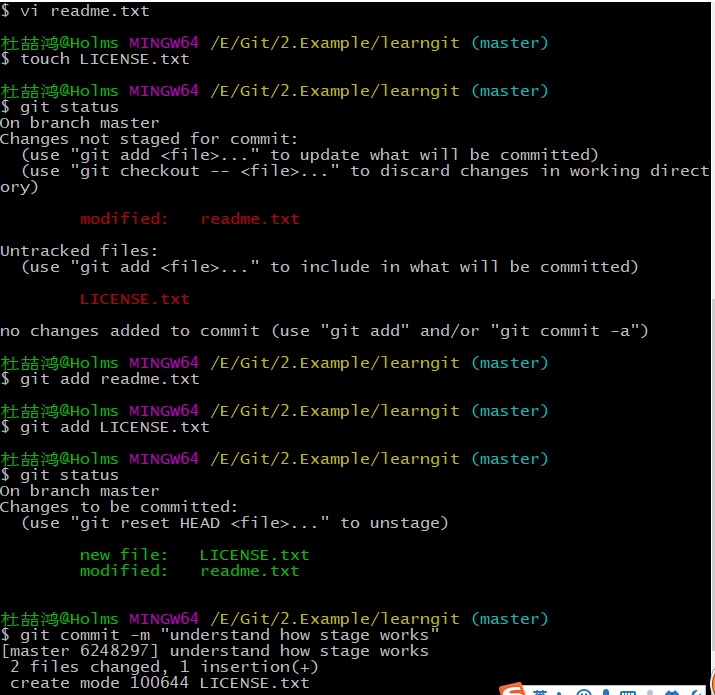 $ vi readme.txt
杜喆鸿@Holms MINGW64 /E/Git/2.Example/learngit (master)
$ touch LICENSE.txt
杜喆鸿@Holms MINGW64 /E/Git/2.Example/learngit (master)
$ git status
On branch master
Changes not staged for commit:
  (use "git add <file>..." to update what will be committed)
  (use "git checkout -- <file>..." to discard changes in working direct
ory)
        modified:   readme.txt
Untracked files:
  (use "git add <file>..." to include in what will be committed)
        LICENSE.txt
no changes added to commit (use "git add" and/or "git commit -a")
杜喆鸿@Holms MINGW64 /E/Git/2.Example/learngit (master)
$ git add readme.txt
杜喆鸿@Holms MINGW64 /E/Git/2.Example/learngit (master)
$ git add LICENSE.txt
杜喆鸿@Holms MINGW64 /E/Git/2.Example/learngit (master)
$ git status
On branch master
Changes to be committed:
  (use "git reset HEAD <file>..." to unstage)
        new file:   LICENSE.txt
        modified:   readme.txt
杜喆鸿@Holms MINGW64 /E/Git/2.Example/learngit (master)
$ git commit -m "understand how stage works"
[master 6248297] understand how stage works
 2 files changed, 1 insertion(+)
 create mode 100644 LICENSE.txt
英